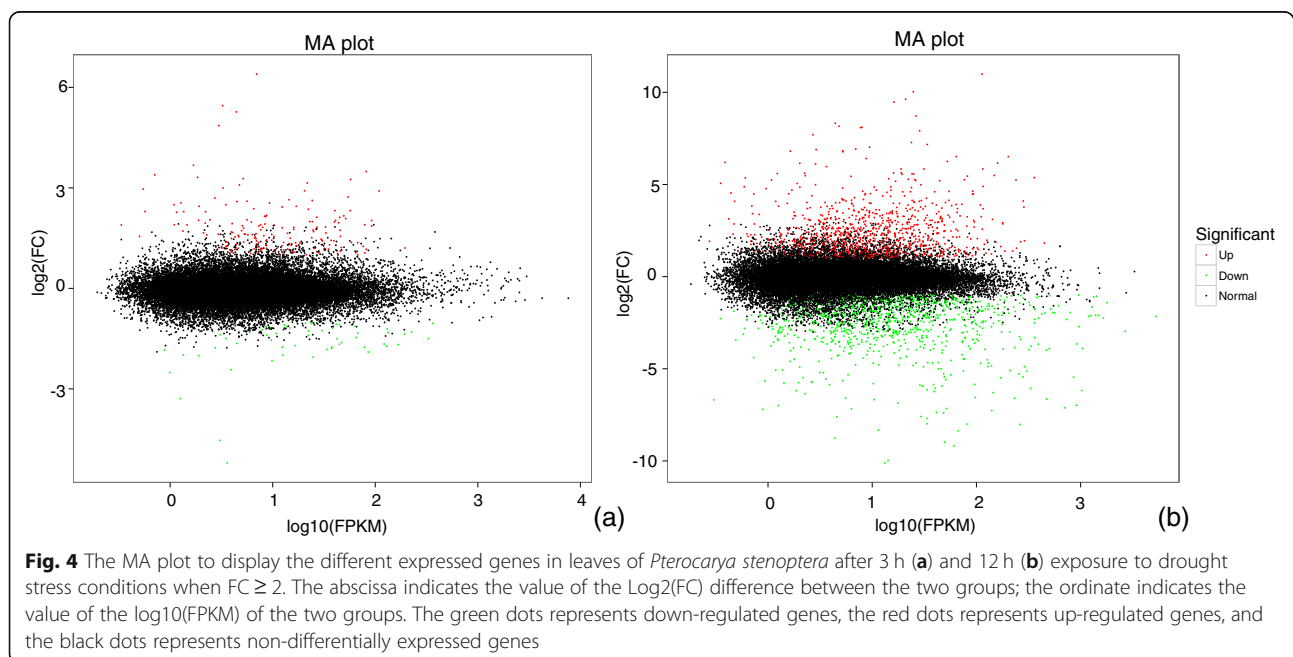 MA plot
6
3
0
-3
log2(FC)
0 1 2 3 4
log10(FPKM)
(a)
MA plot
10
5
0
-5
-10
log2(FC)
0 1 2 3
log10(FPKM)
(b)
Significant
Up
Down
Normal
Fig. 4 The MA plot to display the different expressed genes in leaves of Pterocarya stenoptera after 3 h (a) and 12 h (b) exposure to drought
stress conditions when FC ≥ 2. The abscissa indicates the value of the Log2(FC) difference between the two groups; the ordinate indicates the
value of the log10(FPKM) of the two groups. The green dots represents down-regulated genes, the red dots represents up-regulated genes, and
the black dots represents non-differentially expressed genes